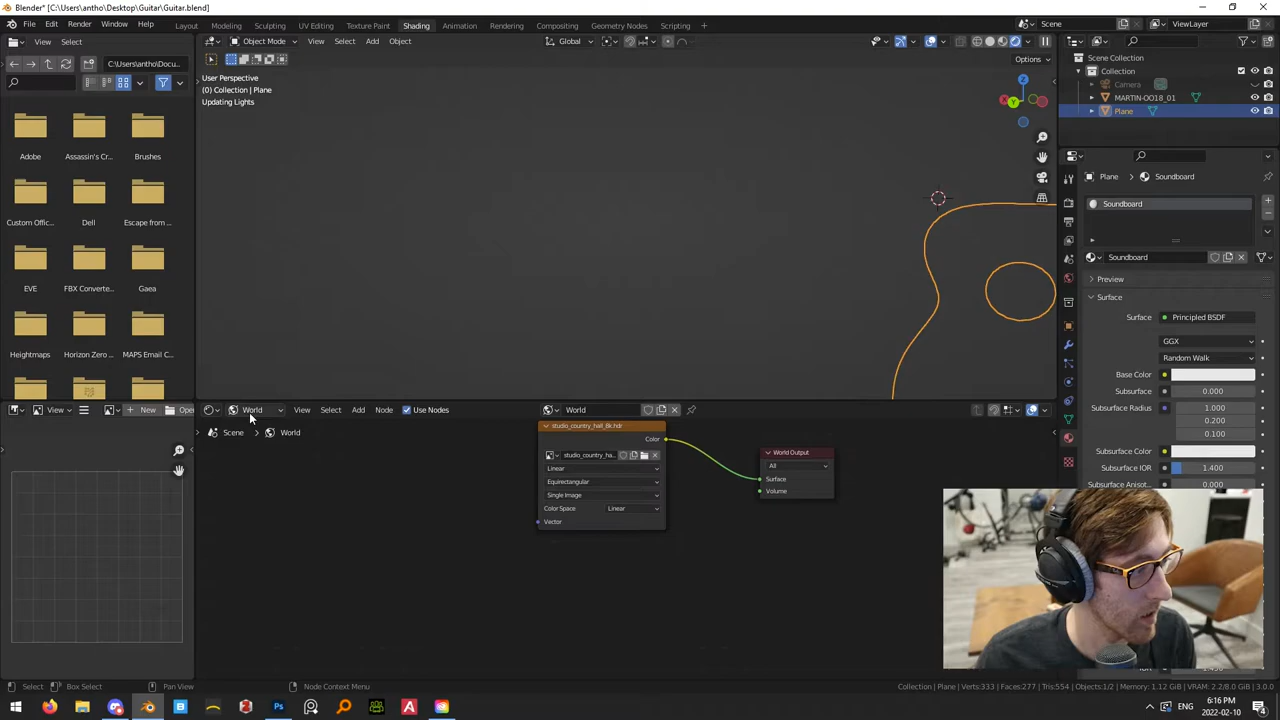 Blender* [C:\Users\antho\Desktop\Guitar\Guitar.blend]
File Edit Render Window Help Layout Modeling Sculpting UV Editing Texture Paint Shading Animation Rendering Compositing Geometry Nodes Scripting Scene ViewLayer
View Select Object Mode View Select Add Object Global
C:\Users\antho\Docu... Options
User Perspective
(0) Collection | Plane
Updating Lights
Adobe Assassin's Cr... Brushes
Custom Offic... Dell Escape from ...
EVE FBX Converte... Gaea
Heightmaps Horizon Zero ... MAPS Email C...
Scene Collection
Collection
Camera
MARTIN-OO18_01
Plane
Plane > Soundboard
Soundboard
Soundboard
Preview
Surface
Surface Principled BSDF
GGX
Random Walk
Base Color
Subsurface 0.000
Subsurface Radius 1.000
0.200
0.100
Subsurface Color
Subsurface IOR 1.400
Subsurface Anisot... 0.000
View New Open World View Select Add Node Use Nodes World
Scene > World
studio_country_hall_8k.hdr
Color
studio_country_ha...
Linear
Equirectangular
Single Image
Color Space Linear
Vector
World Output
All
Surface
Volume
Select Box Select Pan View Node Context Menu Collection | Plane | Verts:333 | Faces:277 | Tris:554 | Objects:1/2 | Memory: 1.12 GiB | VRAM: 2.2/8.0 GiB | 3.0.0
ENG 6:16 PM
2022-02-10